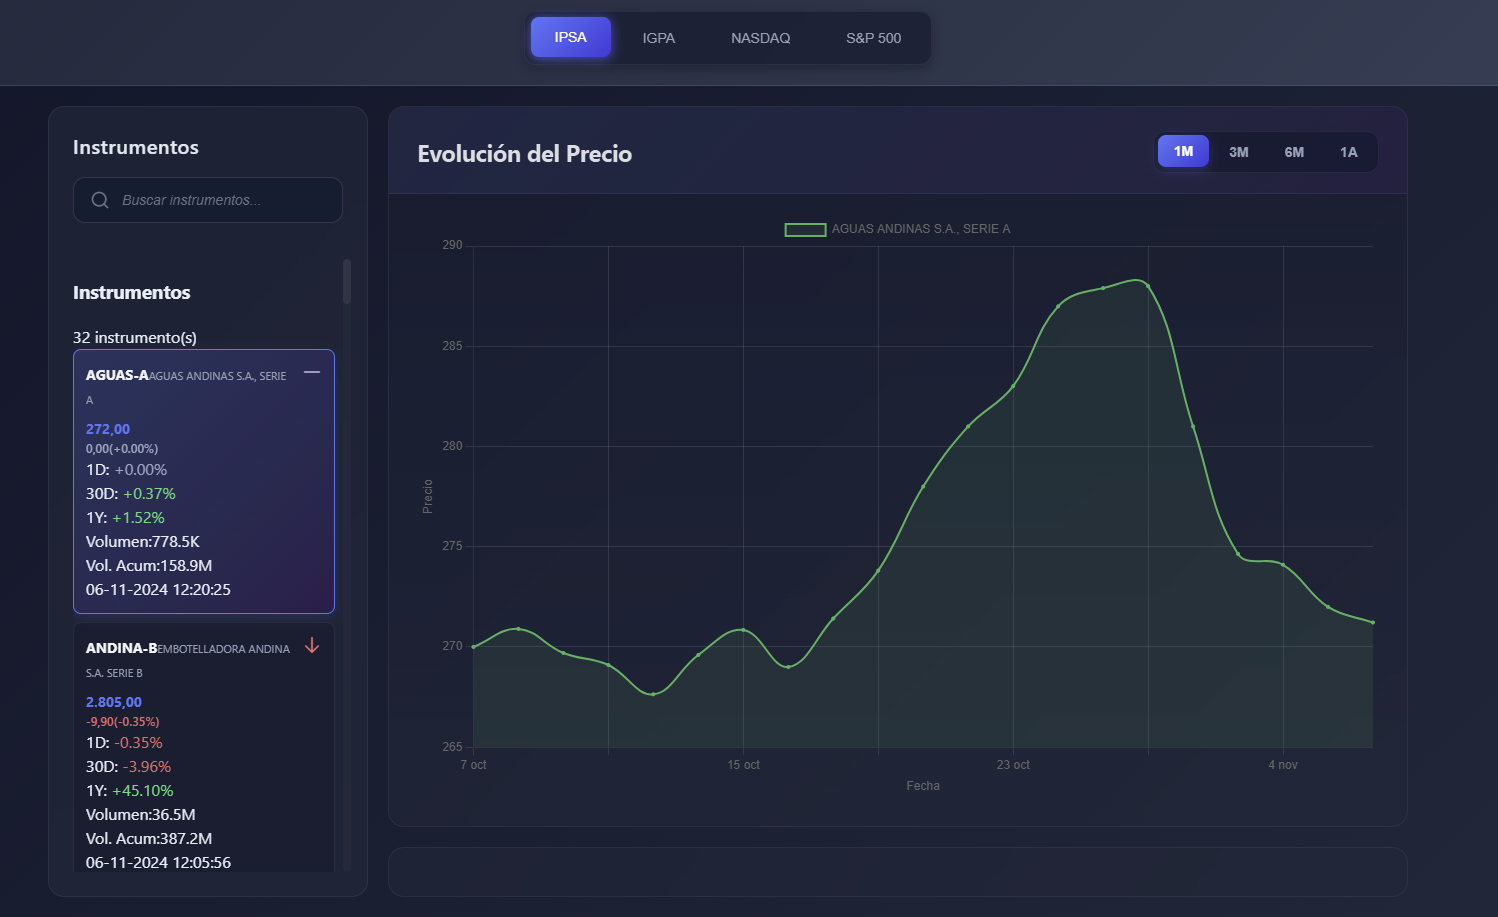 IPSA IGPA NASDAQ S&P 500
Instrumentos
Buscar instrumentos...
Instrumentos
32 instrumento(s)
AGUAS-AAGUAS ANDINAS S.A., SERIE
A
272,00
0,00(+0.00%)
1D: +0.00%
30D: +0.37%
1Y: +1.52%
Volumen:778.5K
Vol. Acum:158.9M
06-11-2024 12:20:25
ANDINA-BEMBOTELLADORA ANDINA
S.A. SERIE B
2.805,00
-9,90(-0.35%)
1D: -0.35%
30D: -3.96%
1Y: +45.10%
Volumen:36.5M
Vol. Acum:387.2M
06-11-2024 12:05:56
Evolución del Precio
1M 3M 6M 1A
AGUAS ANDINAS S.A., SERIE A
290
285
280
275
270
265
Precio
7 oct 15 oct 23 oct 4 nov
Fecha